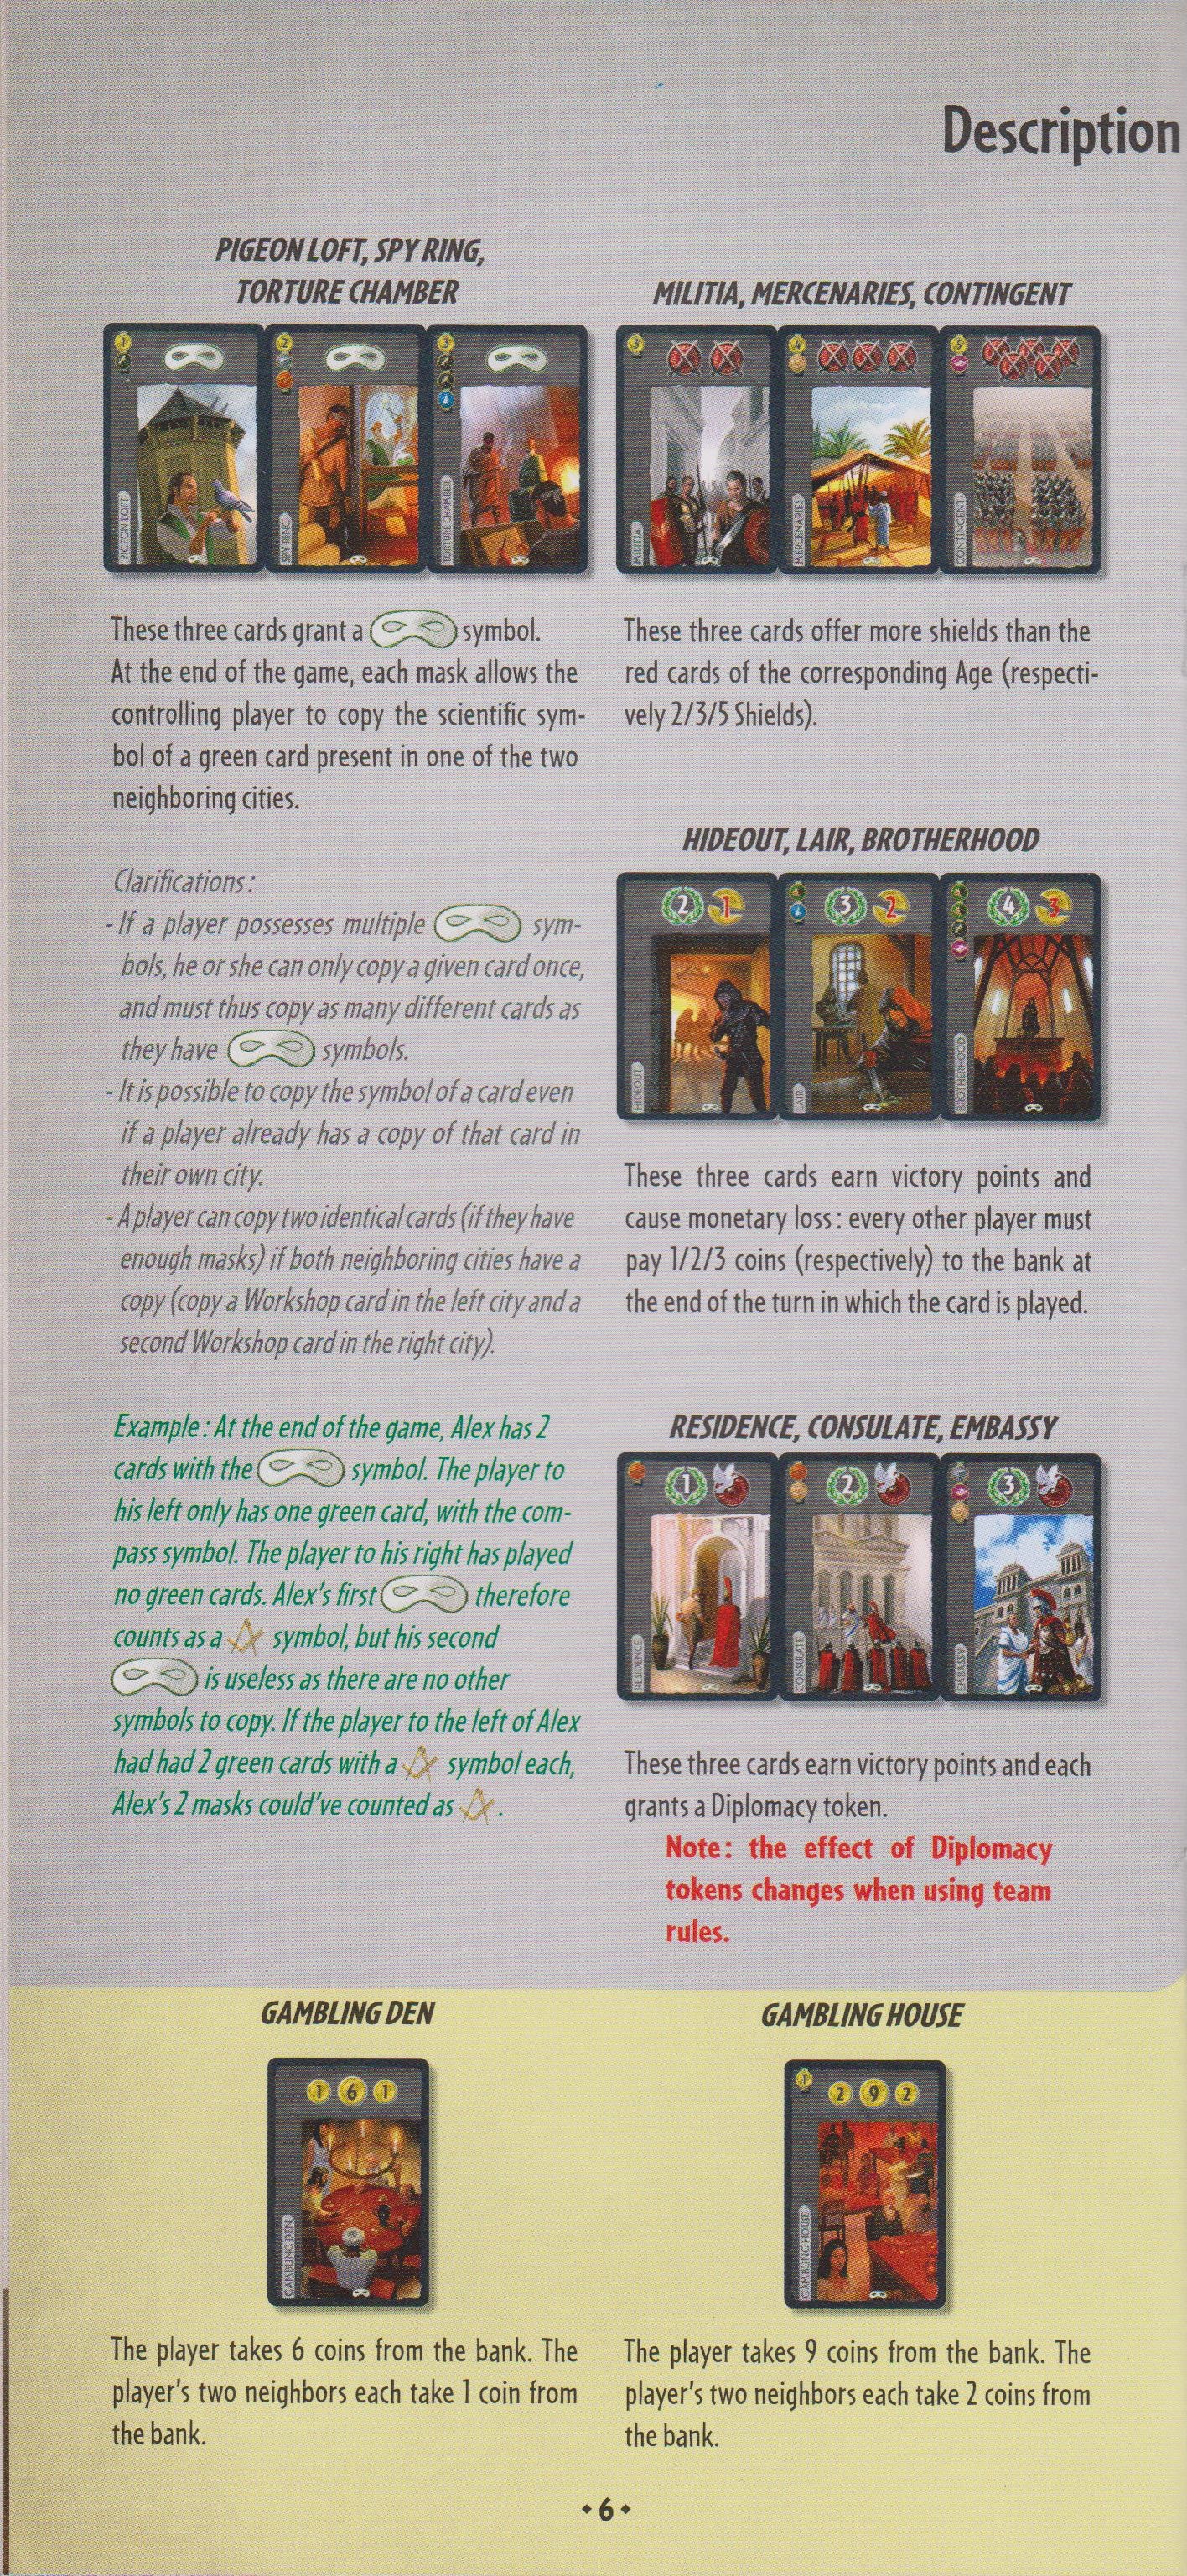 Description
PIGEON LOFT, SPY RING,
TORTURE CHAMBER
1
2
3
PIGEON LOFT
SPY RING
TORTURE CHAMBER
These three cards grant a symbol.
At the end of the game, each mask allows the
controlling player to copy the scientific sym-
bol of a green card present in one of the two
neighboring cities.
Clarifications :
- If a player possesses multiple sym-
bols, he or she can only copy a given card once,
and must thus copy as many different cards as
they have symbols.
- It is possible to copy the symbol of a card even
if a player already has a copy of that card in
their own city.
- A player can copy two identical cards (if they have
enough masks) if both neighboring cities have a
copy (copy a Workshop card in the left city and a
second Workshop card in the right city).
Example : At the end of the game, Alex has 2
cards with the symbol. The player to
his left only has one green card, with the com-
pass symbol. The player to his right has played
no green cards. Alex's first therefore
counts as a symbol, but his second
is useless as there are no other
symbols to copy. If the player to the left of Alex
had had 2 green cards with a symbol each,
Alex's 2 masks could've counted as .
MILITIA, MERCENARIES, CONTINGENT
3
4
5
MILITIA
MERCENARIES
CONTINGENT
These three cards offer more shields than the
red cards of the corresponding Age (respecti-
vely 2/3/5 Shields).
HIDEOUT, LAIR, BROTHERHOOD
2 1
3 2
4 3
HIDEOUT
LAIR
BROTHERHOOD
These three cards earn victory points and
cause monetary loss : every other player must
pay 1/2/3 coins (respectively) to the bank at
the end of the turn in which the card is played.
RESIDENCE, CONSULATE, EMBASSY
1
2
3
RESIDENCE
CONSULATE
EMBASSY
These three cards earn victory points and each
grants a Diplomacy token.
Note : the effect of Diplomacy
tokens changes when using team
rules.
GAMBLING DEN
1 6 1
GAMBLING DEN
The player takes 6 coins from the bank. The
player's two neighbors each take 1 coin from
the bank.
GAMBLING HOUSE
1
2 9 2
GAMBLING HOUSE
The player takes 9 coins from the bank. The
player's two neighbors each take 2 coins from
the bank.
6